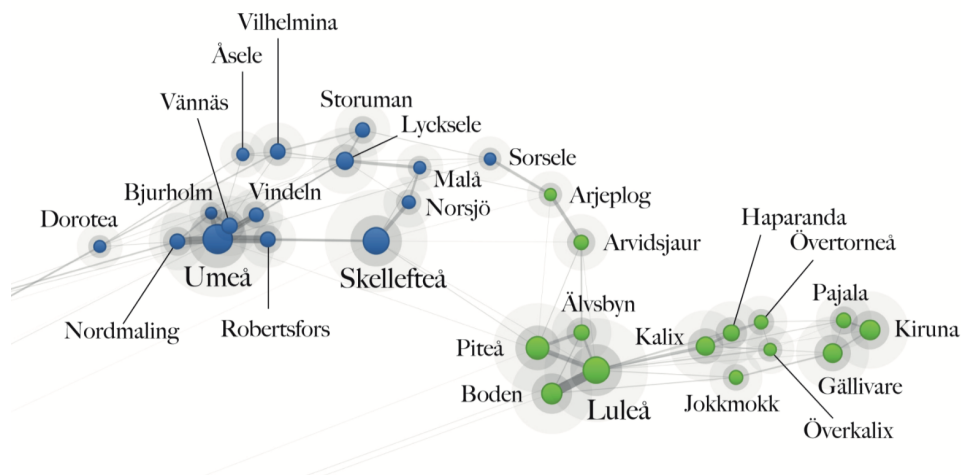 Vilhelmina
Åsele
Vännäs
Storuman
Lycksele
Sorsele
Bjurholm
Vindeln
Malå
Norsjö
Arjeplog
Dorotea
Haparanda
Arvidsjaur
Övertorneå
Umeå
Skellefteå
Älvsbyn
Pajala
Nordmaling
Robertsfors
Piteå
Kalix
Kiruna
Boden
Luleå
Jokkmokk
Gällivare
Överkalix